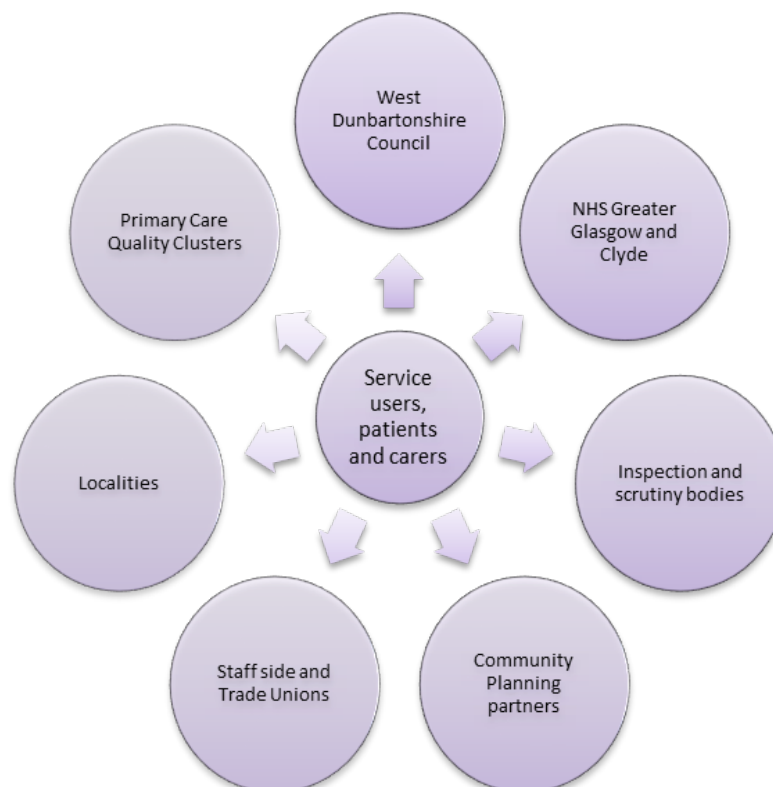 West
Dunbartonshire
Council
NHS Greater
Glasgow and
Clyde
Inspection and
scrutiny bodies
Community
Planning
partners
Staff side and
Trade Unions
Localities
Primary Care
Quality Clusters
Service
users,
patients
and carers